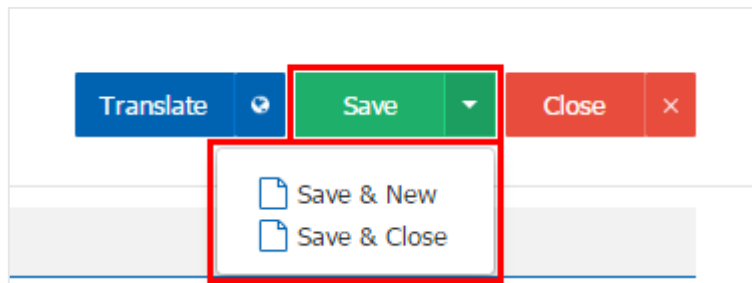 Translate
Save
Close ×
Save & New
Save & Close